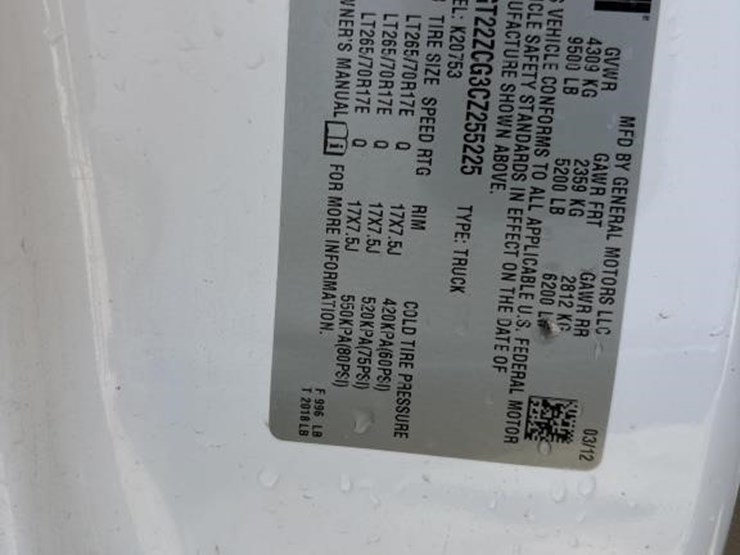 MFD BY GENERAL MOTORS LLC 03/12
GVWR GAWR FRT GAWR RR
4309 KG 2359 KG 2812 KG
9500 LB 5200 LB 6200 LB
VEHICLE CONFORMS TO ALL APPLICABLE U.S. FEDERAL MOTOR
SAFETY STANDARDS IN EFFECT ON THE DATE OF
SHOWN ABOVE.
GT22ZCG3CZ255225 TYPE: TRUCK
EL: K20753
TIRE SIZE SPEED RTG RIM COLD TIRE PRESSURE
LT265/70R17E Q 17X7.5J 420KPA(60PSI)
LT265/70R17E Q 17X7.5J 520KPA(75PSI)
LT265/70R17E Q 17X7.5J 550KPA(80PSI)
WNER'S MANUAL FOR MORE INFORMATION.
F 996 LB
T 2018 LB